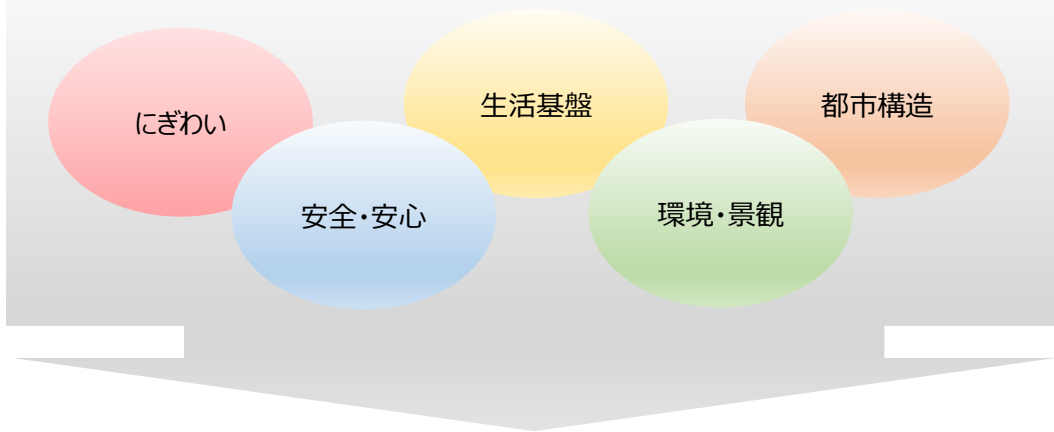 にぎわい
生活基盤
都市構造
安全・安心
環境・景観